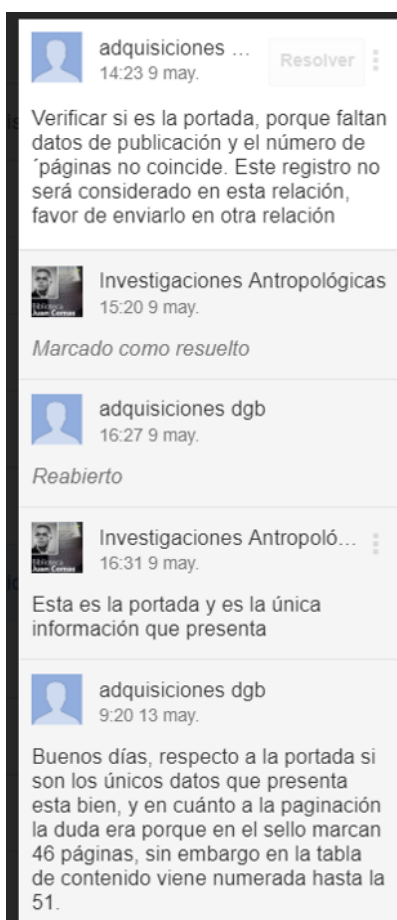 adquisiciones ...
Resolver
14:23 9 may.
Verificar si es la portada, porque faltan
datos de publicación y el número de
´páginas no coincide. Este registro no
será considerado en esta relación,
favor de enviarlo en otra relación
Investigaciones Antropológicas
15:20 9 may.
Biblioteca
Juan Comas
Marcado como resuelto
adquisiciones dgb
16:27 9 may.
Reabierto
Investigaciones Antropoló...
16:31 9 may.
Biblioteca
Juan Comas
Esta es la portada y es la única
información que presenta
adquisiciones dgb
9:20 13 may.
Buenos días, respecto a la portada si
son los únicos datos que presenta
esta bien, y en cuánto a la paginación
la duda era porque en el sello marcan
46 páginas, sin embargo en la tabla
de contenido viene numerada hasta la
51.